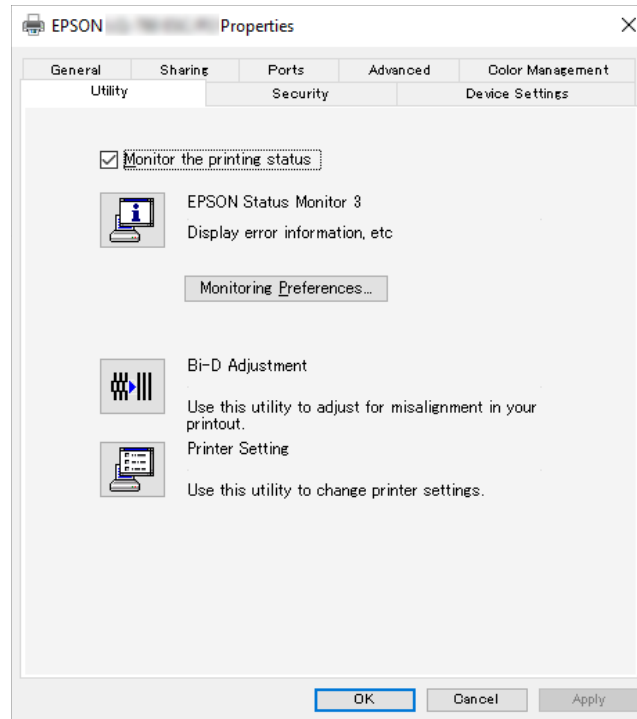 EPSON Properties
General Sharing Ports Advanced Color Management
Utility Security Device Settings
Monitor the printing status
EPSON Status Monitor 3
Display error information, etc
Monitoring Preferences...
Bi-D Adjustment
Use this utility to adjust for misalignment in your
printout.
Printer Setting
Use this utility to change printer settings.
OK Cancel Apply